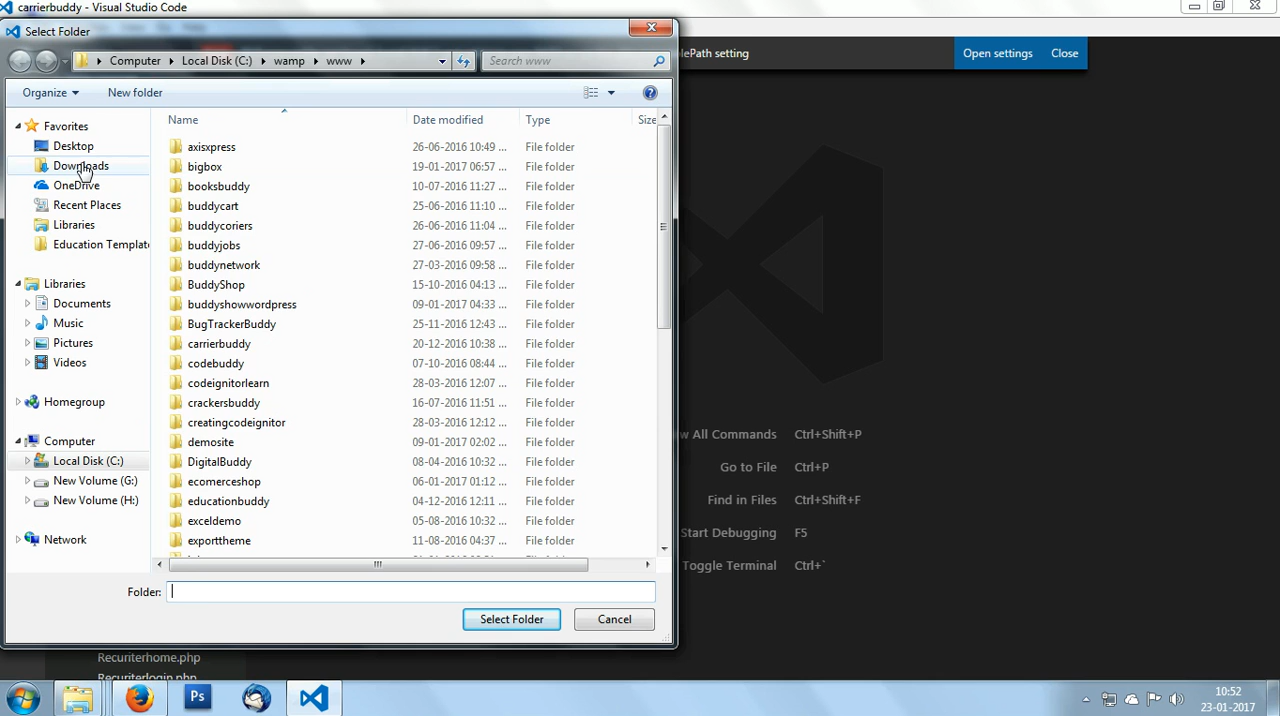 carrierbuddy - Visual Studio Code
Select Folder
Computer Local Disk (C:) wamp www
Search www
lePath setting
Open settings Close
Organize New folder
Name Date modified Type Size
Favorites
Desktop
Downloads
OneDrive
Recent Places
Libraries
Education Templat
Libraries
Documents
Music
Pictures
Videos
Homegroup
Computer
Local Disk (C:)
New Volume (G:)
New Volume (H:)
Network
axisxpress 26-06-2016 10:49 ... File folder
bigbox 19-01-2017 06:57 ... File folder
booksbuddy 10-07-2016 11:27 ... File folder
buddycart 25-06-2016 11:10 ... File folder
buddycoriers 26-06-2016 11:04 ... File folder
buddyjobs 27-06-2016 09:57 ... File folder
buddynetwork 27-03-2016 09:58 ... File folder
BuddyShop 15-10-2016 04:13 ... File folder
buddyshowwordpress 09-01-2017 04:33 ... File folder
BugTrackerBuddy 25-11-2016 12:43 ... File folder
carrierbuddy 20-12-2016 10:38 ... File folder
codebuddy 07-10-2016 08:44 ... File folder
codeignitorlearn 28-03-2016 12:07 ... File folder
crackersbuddy 16-07-2016 11:51 ... File folder
creatingcodeignitor 28-03-2016 12:12 ... File folder
demosite 09-01-2017 02:02 ... File folder
DigitalBuddy 08-04-2016 10:32 ... File folder
ecomerceshop 06-01-2017 01:12 ... File folder
educationbuddy 04-12-2016 12:11 ... File folder
exceldemo 05-08-2016 10:32 ... File folder
exporttheme 11-08-2016 04:37 ... File folder
Folder:
Select Folder Cancel
w All Commands Ctrl+Shift+P
Go to File Ctrl+P
Find in Files Ctrl+Shift+F
Start Debugging F5
Toggle Terminal Ctrl+`
Recuriterhome.php
Recuriterlogin.php
Ps
10:52
23-01-2017